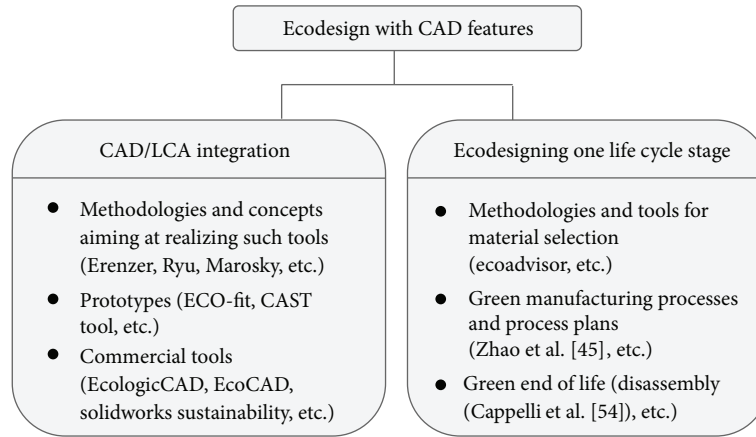 Ecodesign with CAD features
CAD/LCA integration
● Methodologies and concepts
aiming at realizing such tools
(Erenzer, Ryu, Marosky, etc.)
● Prototypes (ECO-fit, CAST
tool, etc.)
● Commercial tools
(EcologicCAD, EcoCAD,
solidworks sustainability, etc.)
Ecodesigning one life cycle stage
● Methodologies and tools for
material selection
(ecoadvisor, etc.)
● Green manufacturing processes
and process plans
(Zhao et al. [45], etc.)
● Green end of life (disassembly
(Cappelli et al. [54]), etc.)